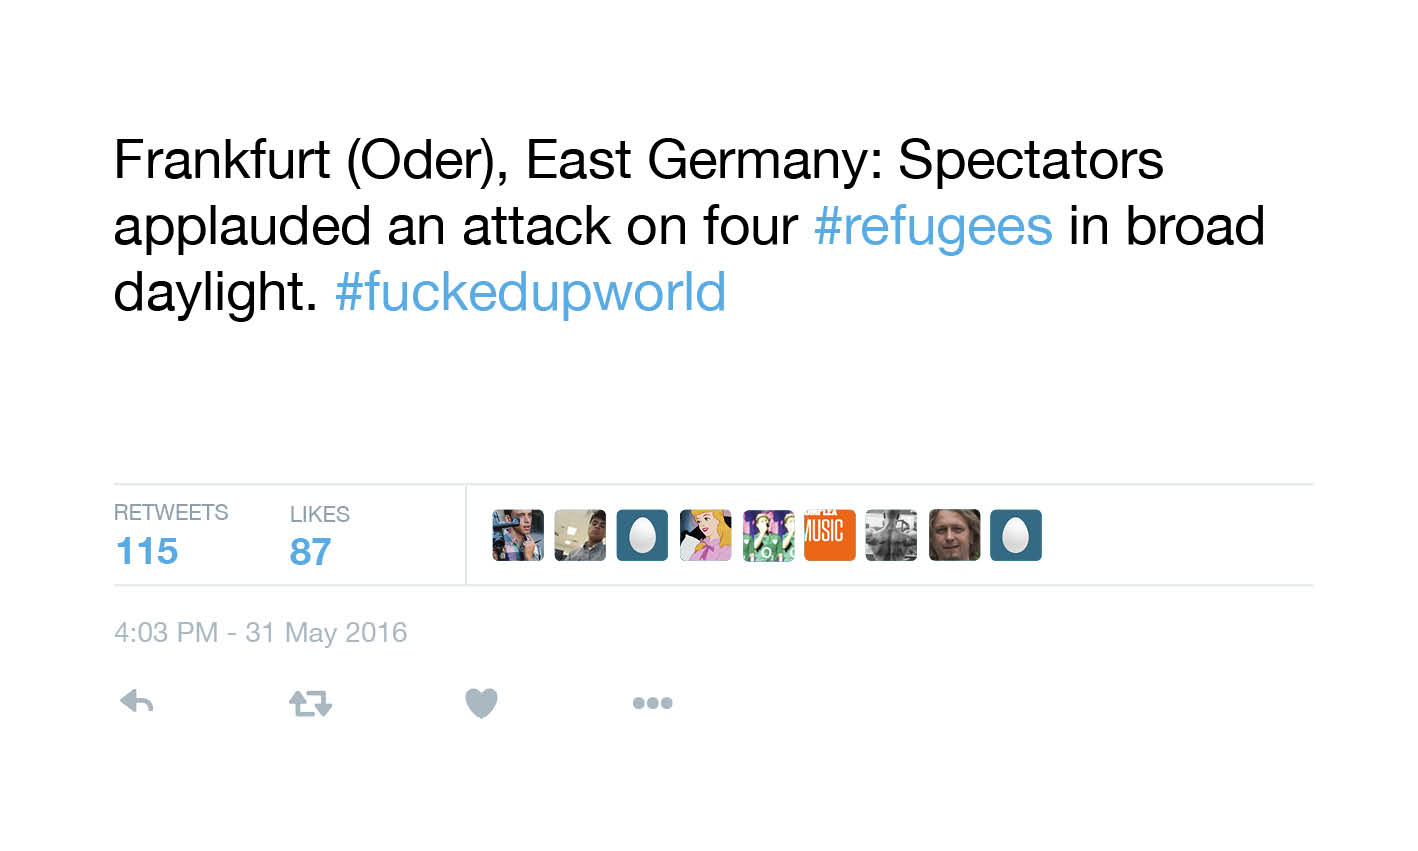 Frankfurt (Oder), East Germany: Spectators
applauded an attack on four #refugees in broad
daylight. #fuckedupworld
RETWEETS LIKES
115 87
MUSIC
4:03 PM - 31 May 2016